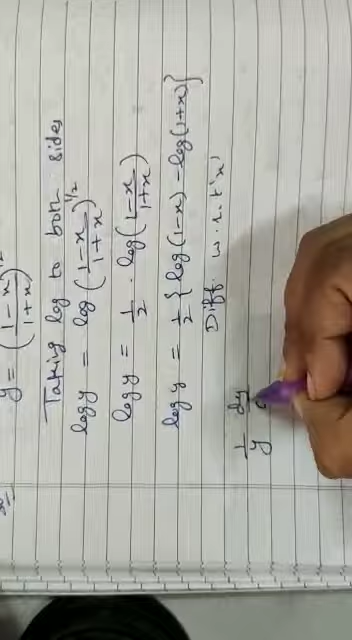 y = (1-x/1+x)^1/2
Taking log to both sides
log y = log (1-x/1+x)^1/2
log y = 1/2 . log (1-x/1+x)
log y = 1/2 { log (1-x) - log (1+x) }
Diff. w.r.t 'x'
1/y dy